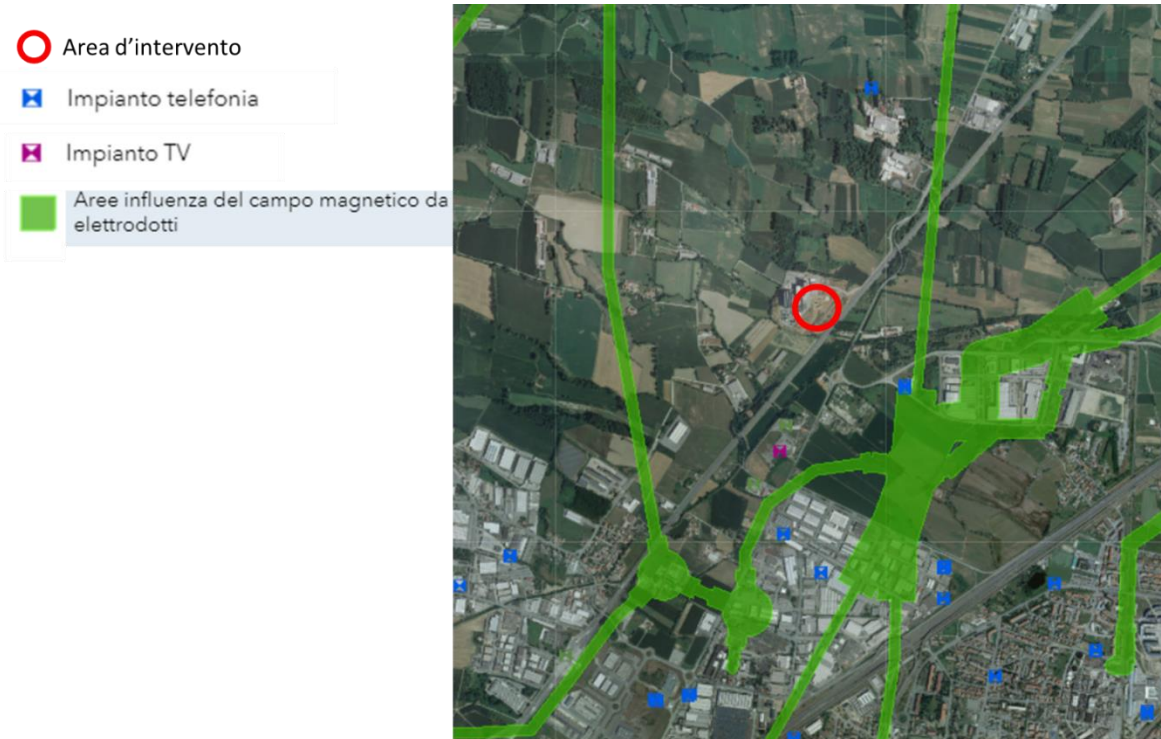 Area d'intervento
Impianto telefonia
Impianto TV
Aree influenza del campo magnetico da
elettrodotti
E